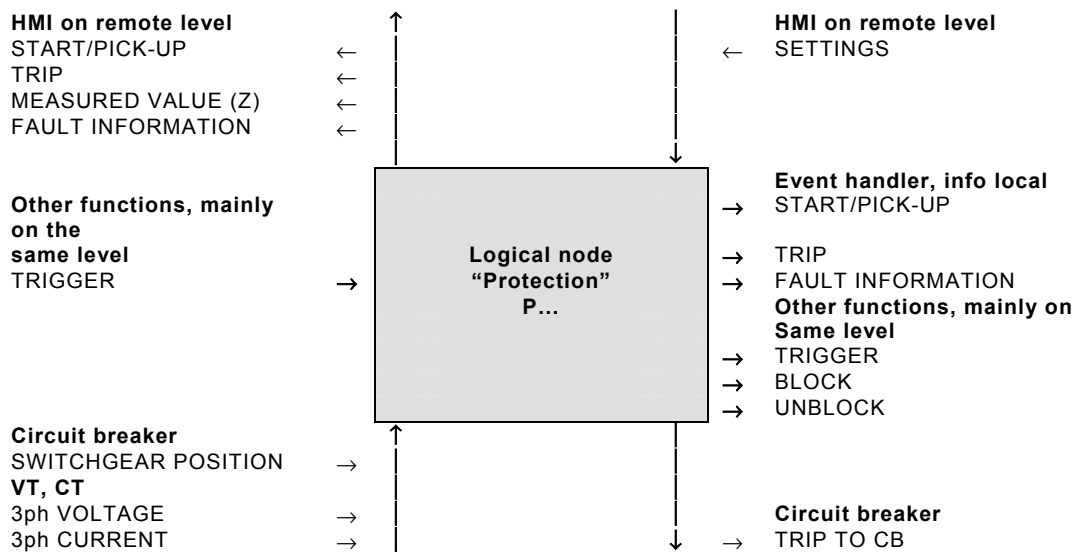 HMI on remote level
START/PICK-UP ←
TRIP ←
MEASURED VALUE (Z) ←
FAULT INFORMATION ←
HMI on remote level
← SETTINGS
Other functions, mainly
on the
same level
TRIGGER →
Logical node
“Protection”
P…
Event handler, info local
→ START/PICK-UP
→ TRIP
→ FAULT INFORMATION
Other functions, mainly on
Same level
→ TRIGGER
→ BLOCK
→ UNBLOCK
Circuit breaker
SWITCHGEAR POSITION →
VT, CT
3ph VOLTAGE →
3ph CURRENT →
Circuit breaker
→ TRIP TO CB